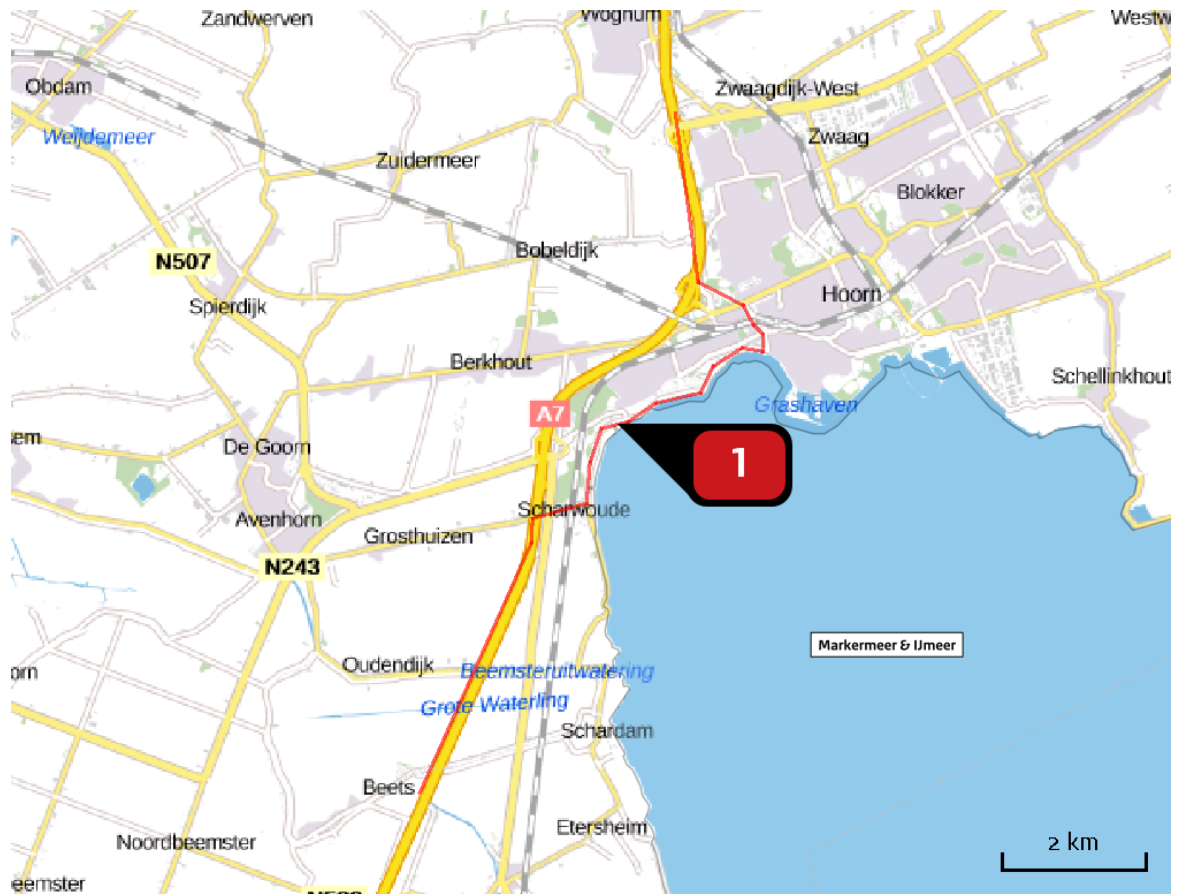 Zandwerven
Wognum
Westw
Obdam
Zwaagdijk-West
Weijdemeer
Zwaag
Zuidermeer
Blokker
Bobeldijk
N507
Hoorn
Spierdijk
Berkhout
Schellinkhout
Grashaven
A7
em
De Goorn
1
Scharwoude
Avenhorn
Grosthuizen
N243
Markermeer & IJmeer
Oudendijk
Beemsteruitwatering
orn
Grote Waterling
Schardam
Beets
Etersheim
Noordbeemster
2 km
eemster